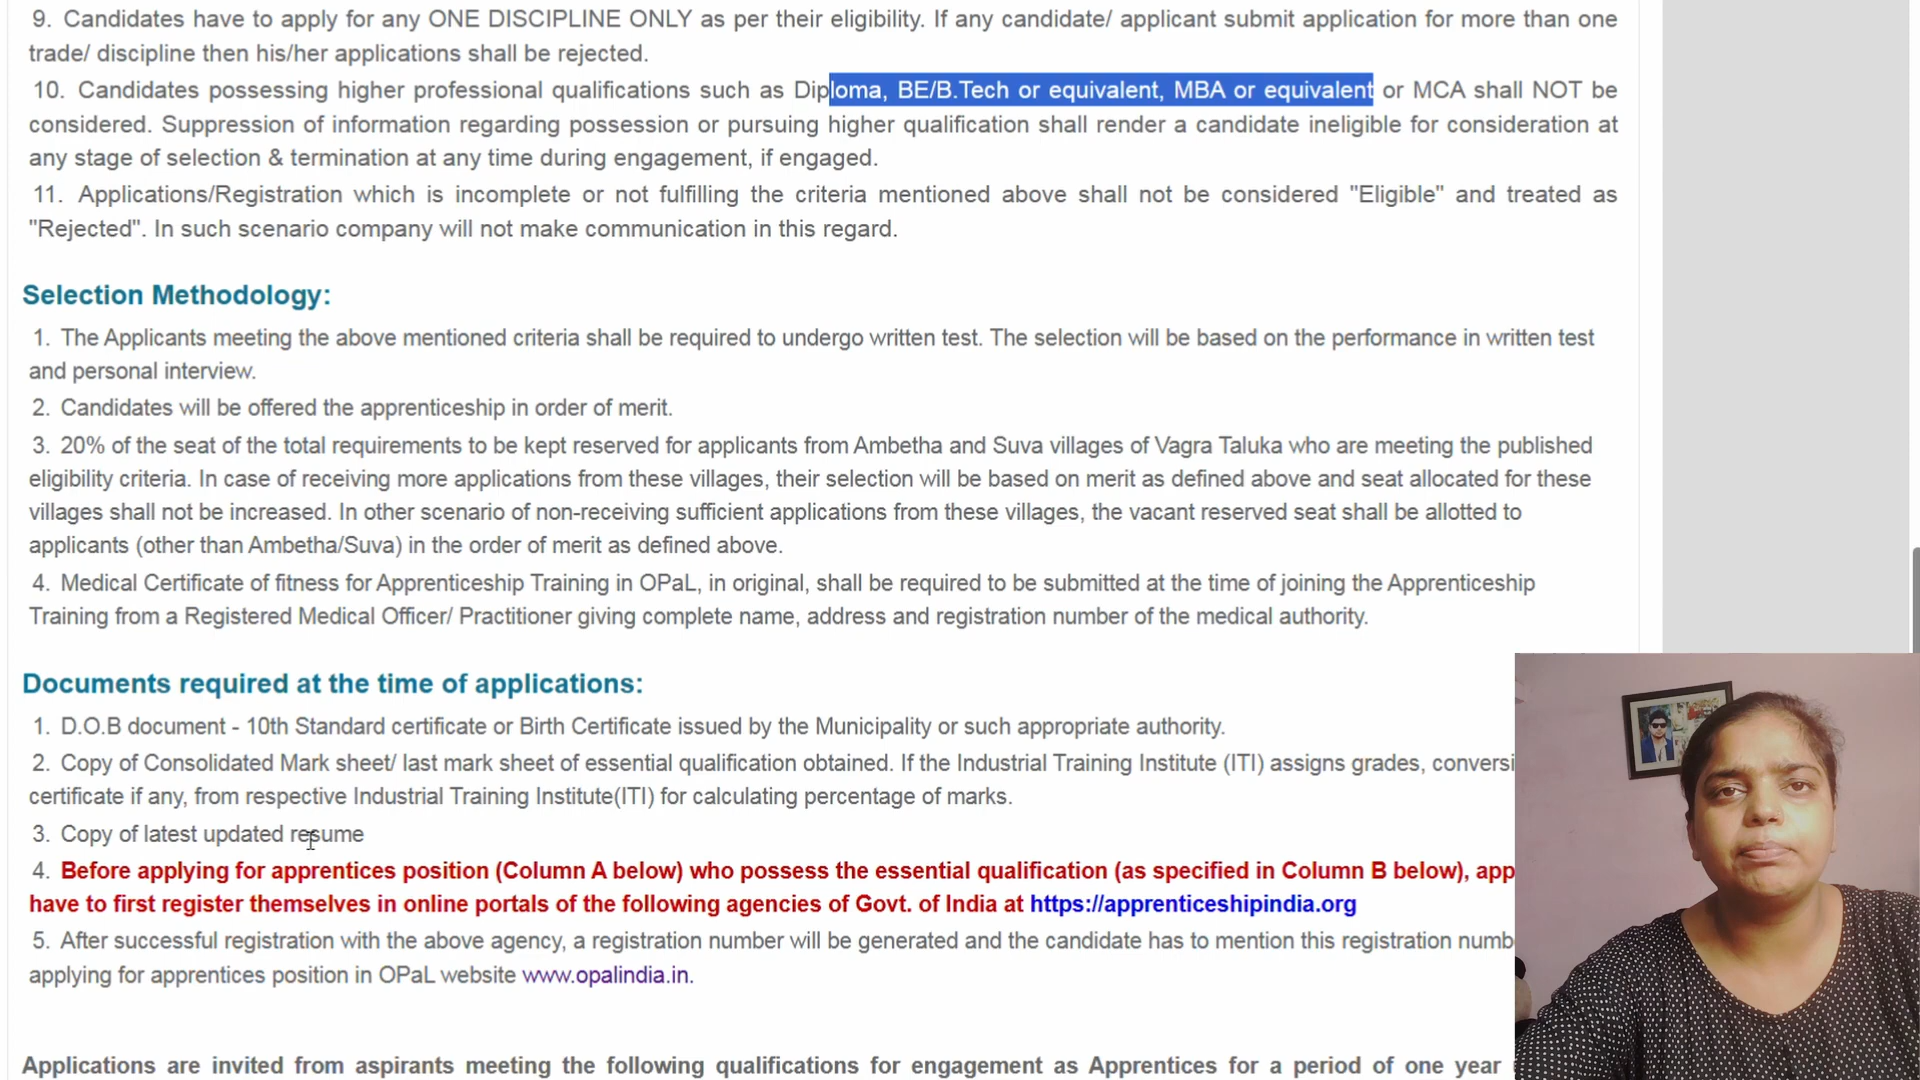 9. Candidates have to apply for any ONE DISCIPLINE ONLY as per their eligibility. If any candidate/ applicant submit application for more than one
trade/ discipline then his/her applications shall be rejected.
10. Candidates possessing higher professional qualifications such as Diploma, BE/B.Tech or equivalent, MBA or equivalent or MCA shall NOT be
considered. Suppression of information regarding possession or pursuing higher qualification shall render a candidate ineligible for consideration at
any stage of selection & termination at any time during engagement, if engaged.
11. Applications/Registration which is incomplete or not fulfilling the criteria mentioned above shall not be considered "Eligible" and treated as
"Rejected". In such scenario company will not make communication in this regard.
Selection Methodology:
1. The Applicants meeting the above mentioned criteria shall be required to undergo written test. The selection will be based on the performance in written test
and personal interview.
2. Candidates will be offered the apprenticeship in order of merit.
3. 20% of the seat of the total requirements to be kept reserved for applicants from Ambetha and Suva villages of Vagra Taluka who are meeting the published
eligibility criteria. In case of receiving more applications from these villages, their selection will be based on merit as defined above and seat allocated for these
villages shall not be increased. In other scenario of non-receiving sufficient applications from these villages, the vacant reserved seat shall be allotted to
applicants (other than Ambetha/Suva) in the order of merit as defined above.
4. Medical Certificate of fitness for Apprenticeship Training in OPaL, in original, shall be required to be submitted at the time of joining the Apprenticeship
Training from a Registered Medical Officer/ Practitioner giving complete name, address and registration number of the medical authority.
Documents required at the time of applications:
1. D.O.B document - 10th Standard certificate or Birth Certificate issued by the Municipality or such appropriate authority.
2. Copy of Consolidated Mark sheet/ last mark sheet of essential qualification obtained. If the Industrial Training Institute (ITI) assigns grades, conversi
certificate if any, from respective Industrial Training Institute(ITI) for calculating percentage of marks.
3. Copy of latest updated resume
4. Before applying for apprentices position (Column A below) who possess the essential qualification (as specified in Column B below), app
have to first register themselves in online portals of the following agencies of Govt. of India at https://apprenticeshipindia.org
5. After successful registration with the above agency, a registration number will be generated and the candidate has to mention this registration numb
applying for apprentices position in OPaL website www.opalindia.in.
Applications are invited from aspirants meeting the following qualifications for engagement as Apprentices for a period of one year